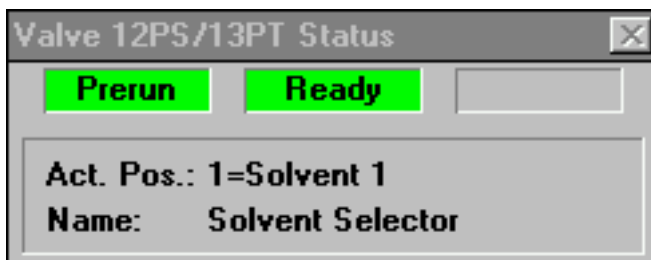 Valve 12PS/13PT Status
Prerun Ready
Act. Pos.: 1=Solvent 1
Name: Solvent Selector